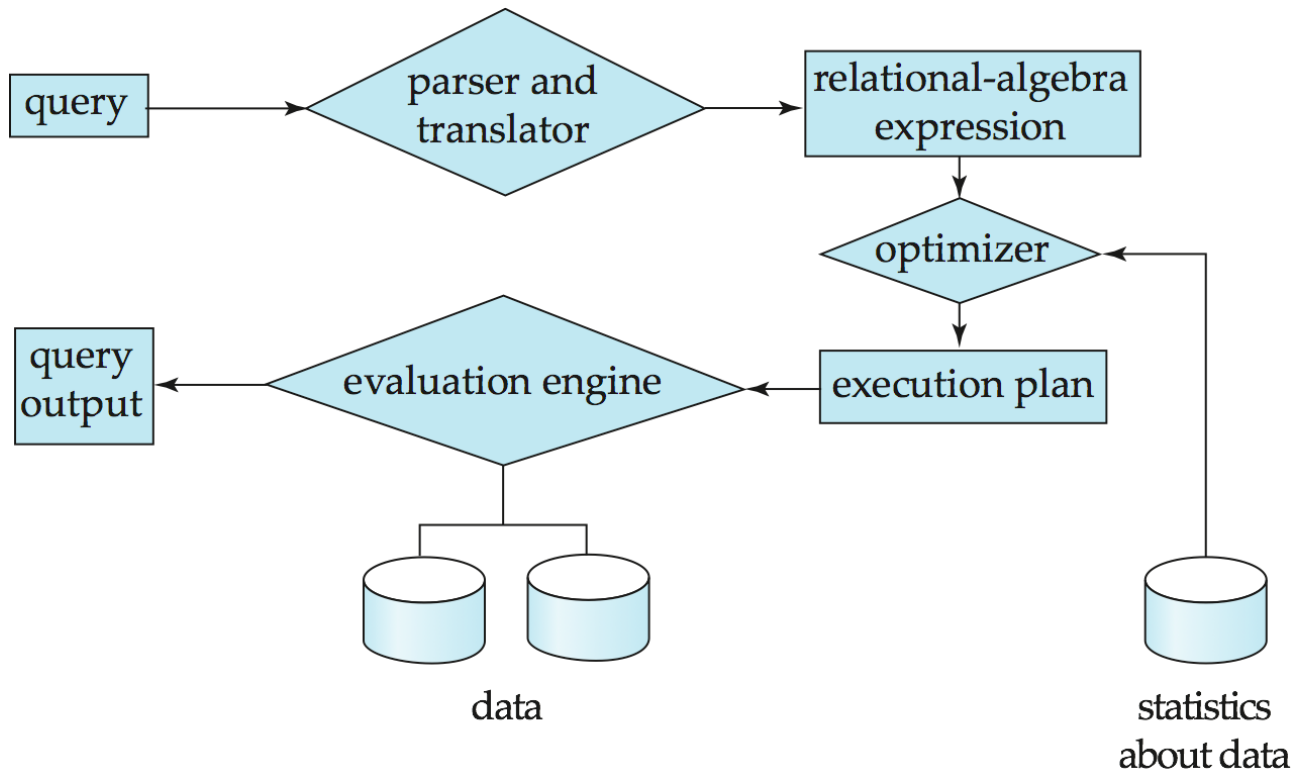 query
parser and
translator
relational-algebra
expression
optimizer
query
output
evaluation engine
execution plan
data
statistics
about data